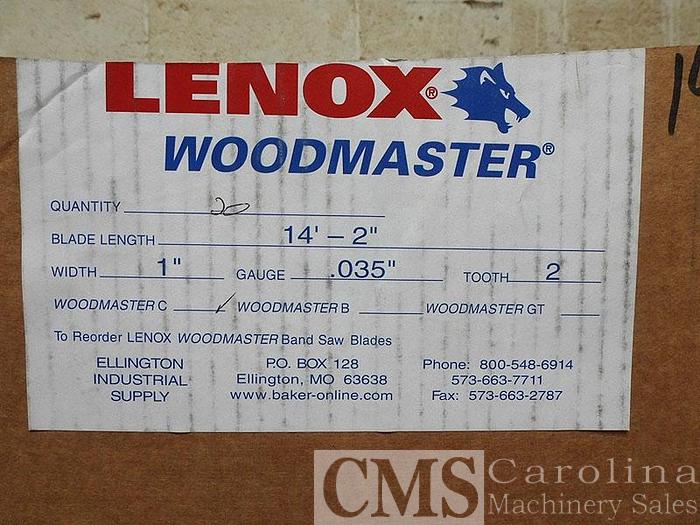 LENOX®
WOODMASTER®
QUANTITY 20
BLADE LENGTH 14' – 2"
WIDTH 1" GAUGE .035" TOOTH 2
WOODMASTER C ✓ WOODMASTER B WOODMASTER GT
To Reorder LENOX WOODMASTER Band Saw Blades
ELLINGTON INDUSTRIAL SUPPLY
P.O. BOX 128
Ellington, MO 63638
www.baker-online.com
Phone: 800-548-6914
573-663-7711
Fax: 573-663-2787
CMS Carolina
Machinery Sales